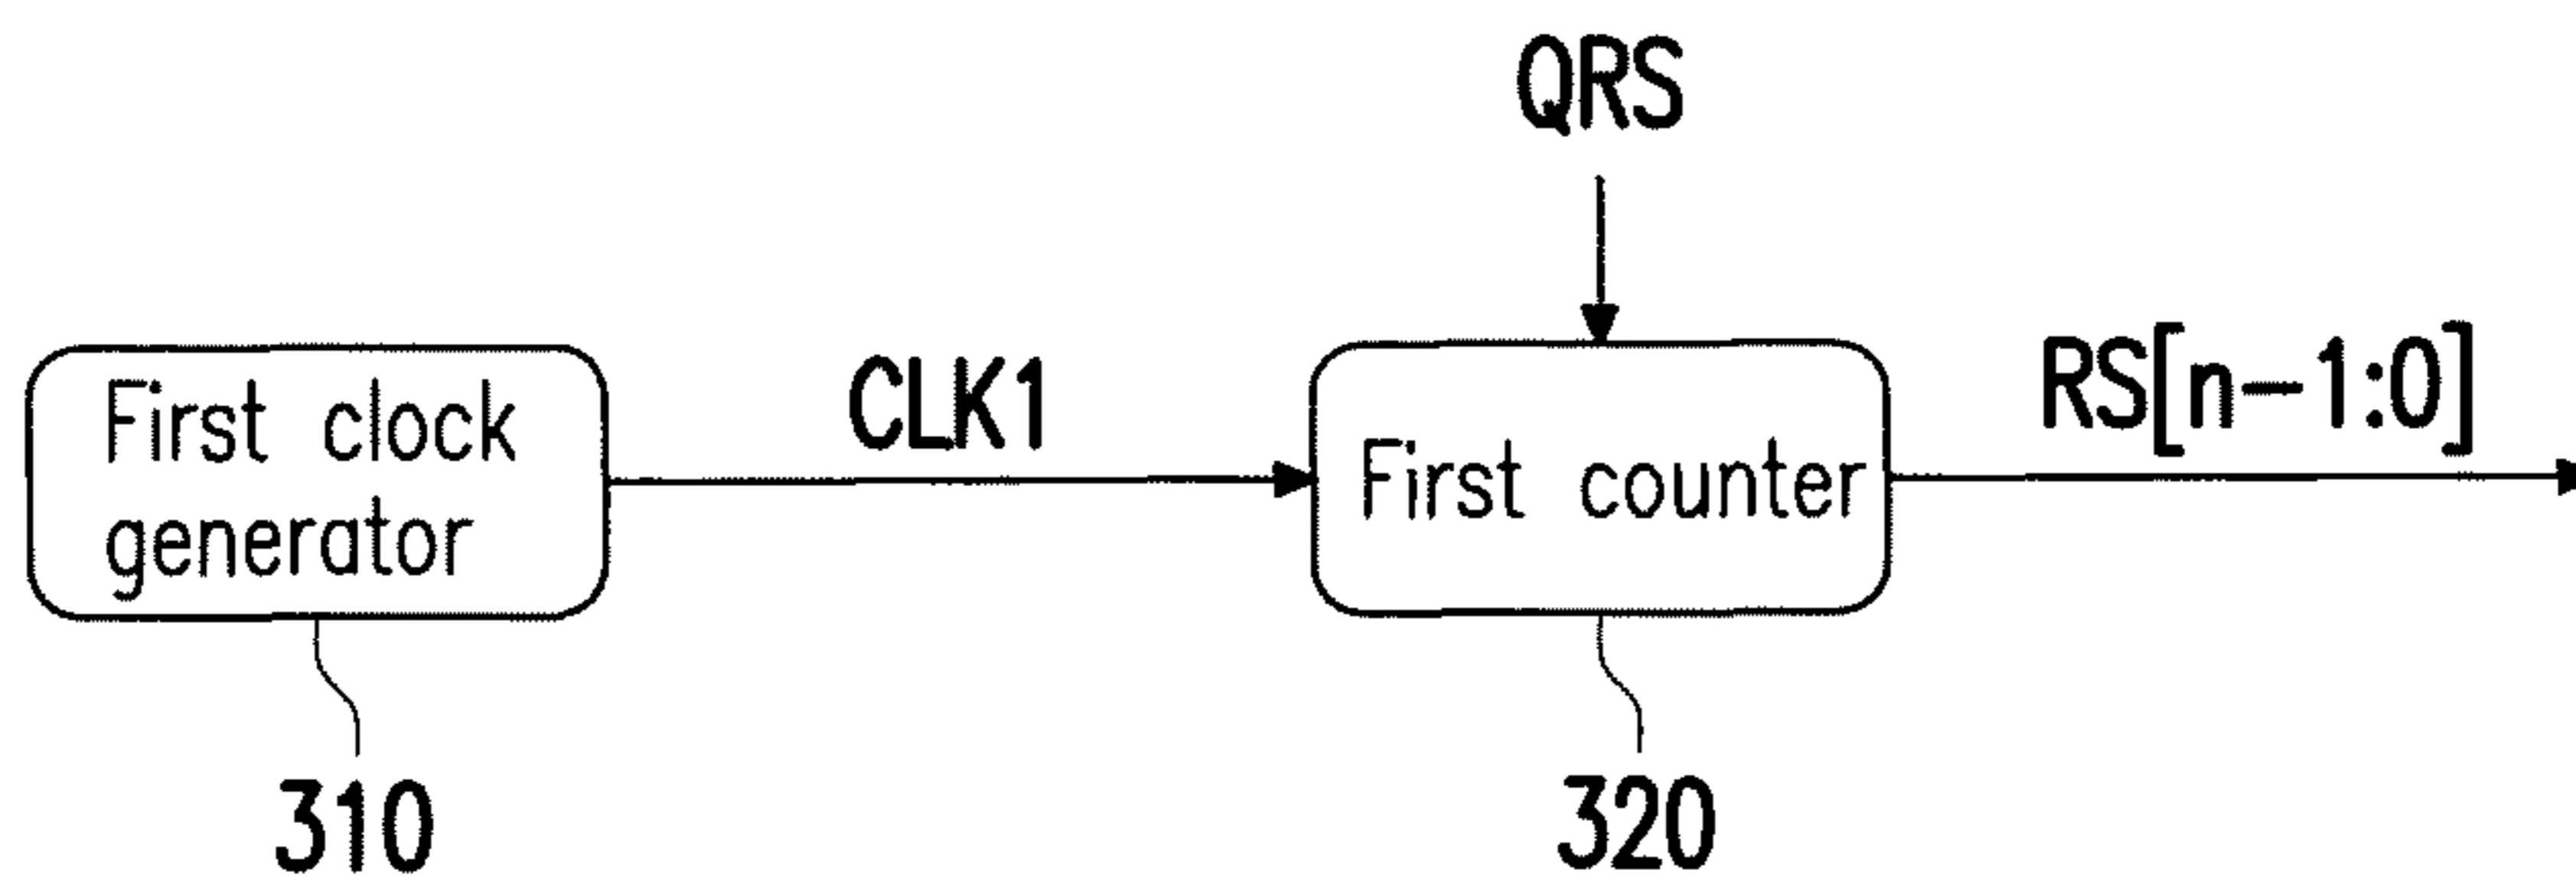 QRS
First clock
generator
CLK1
First counter
RS[n-1:0]
310
320